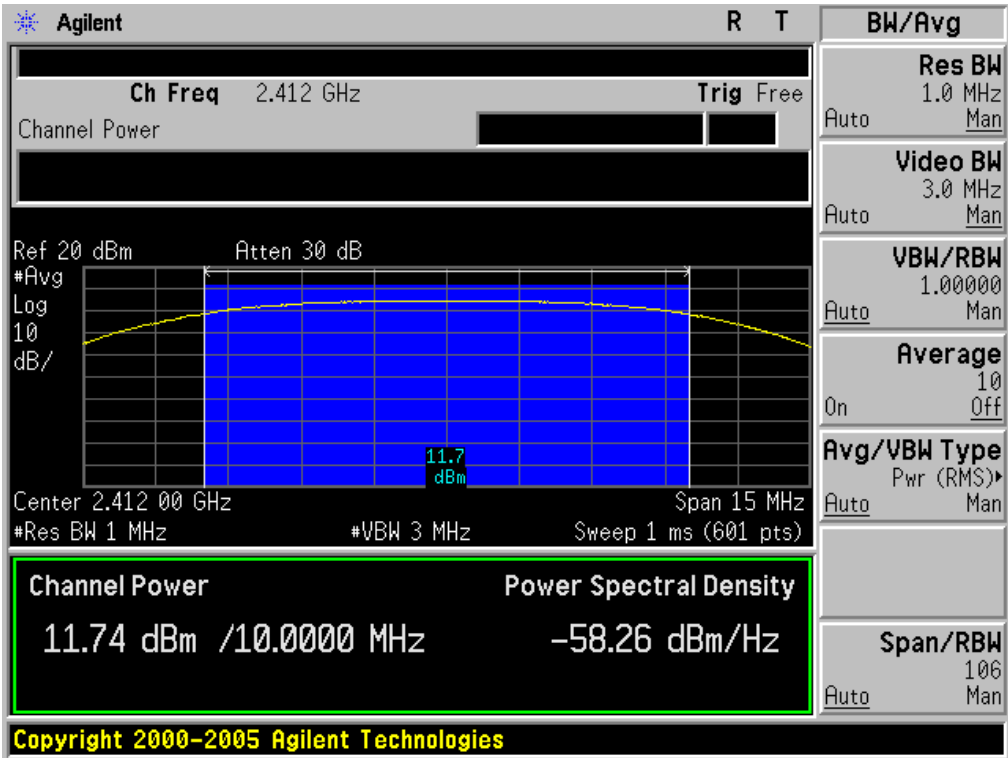 Agilent R T
Ch Freq 2.412 GHz Trig Free
Channel Power
Ref 20 dBm Atten 30 dB
#Avg
Log
10
dB/
11.7
dBm
Center 2.412 00 GHz Span 15 MHz
#Res BW 1 MHz #VBW 3 MHz Sweep 1 ms (601 pts)
Channel Power Power Spectral Density
11.74 dBm /10.0000 MHz -58.26 dBm/Hz
Copyright 2000-2005 Agilent Technologies
BW/Avg
Res BW
1.0 MHz
Auto Man
Video BW
3.0 MHz
Auto Man
VBW/RBW
1.00000
Auto Man
Average
10
On Off
Avg/VBW Type
Pwr (RMS)▸
Auto Man
Span/RBW
106
Auto Man